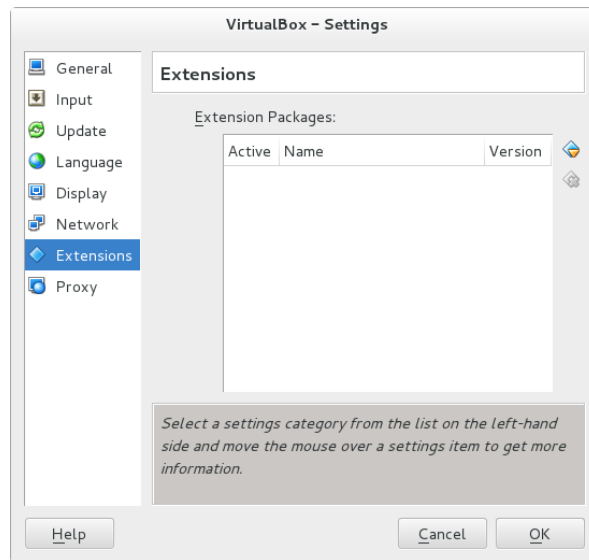 VirtualBox – Settings
General
Input
Update
Language
Display
Network
Extensions
Proxy
Extensions
Extension Packages:
Active Name Version
Select a settings category from the list on the left-hand
side and move the mouse over a settings item to get more
information.
Help
Cancel
OK